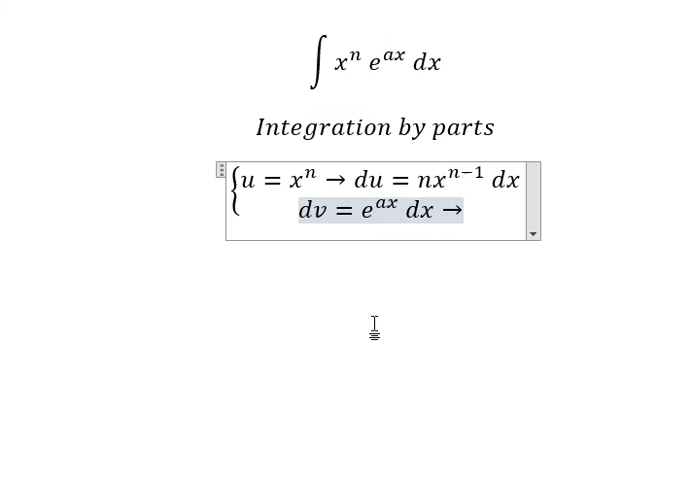 ∫ xⁿ eᵃˣ dx
Integration by parts
{u = xⁿ → du = nxⁿ⁻¹ dx
dv = eᵃˣ dx →